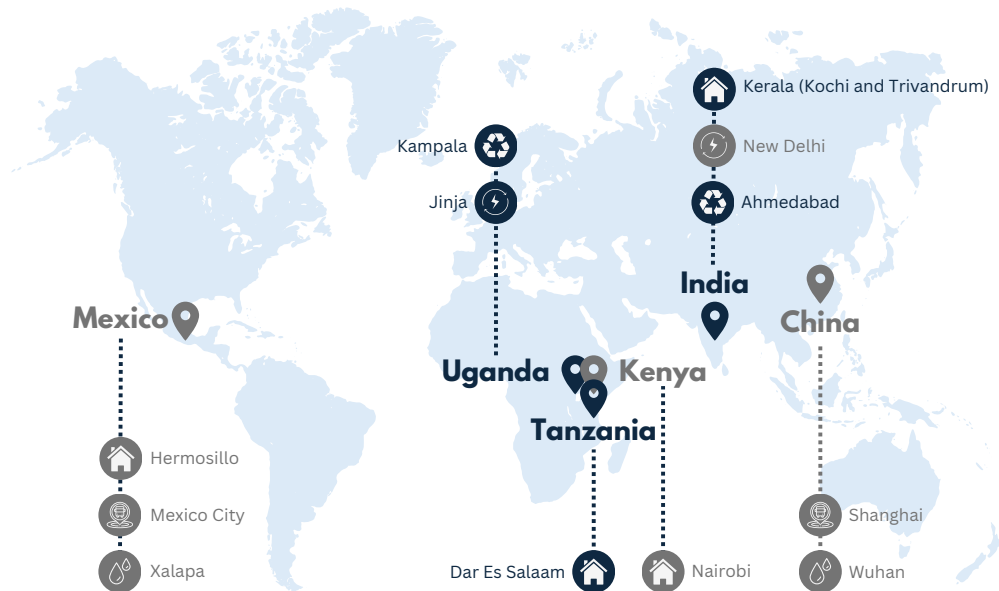 Kerala (Kochi and Trivandrum)
Kampala
New Delhi
Jinja
Ahmedabad
India
Mexico
China
Uganda
Kenya
Tanzania
Hermosillo
Mexico City
Shanghai
Xalapa
Dar Es Salaam
Nairobi
Wuhan